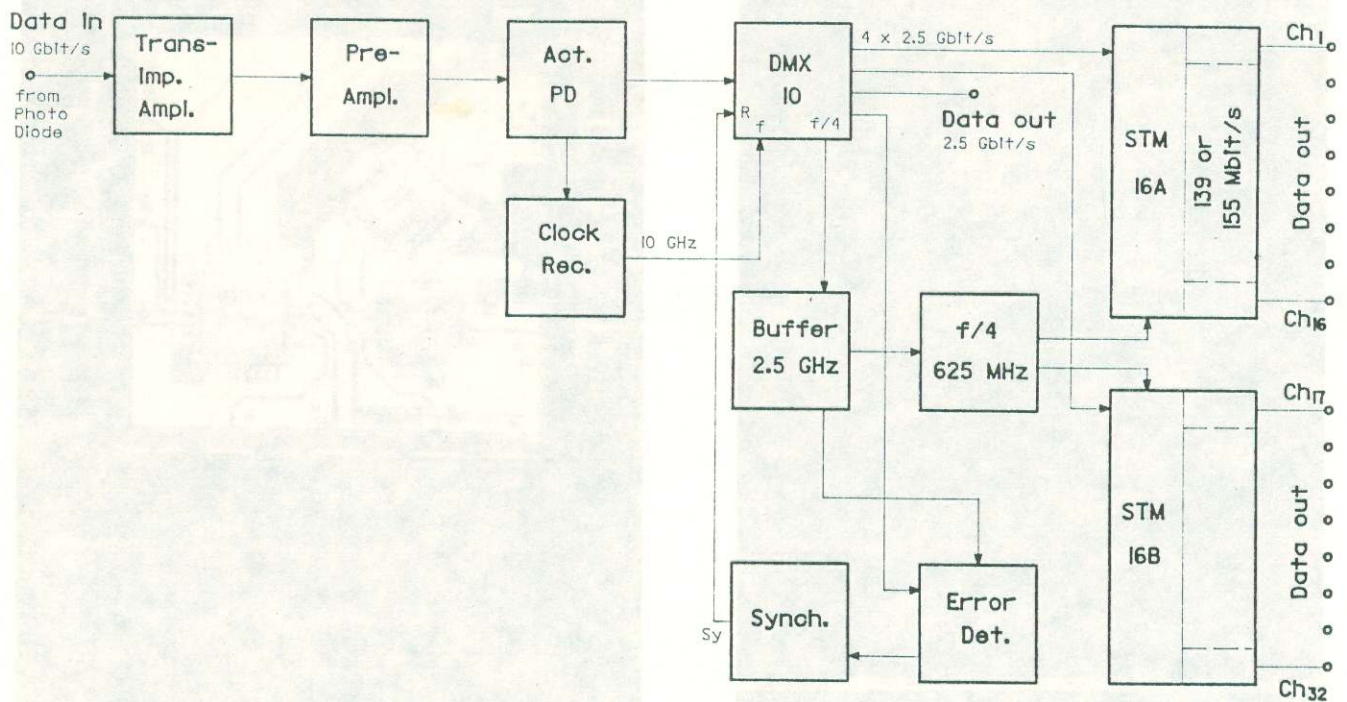 Data in
10 Gbit/s
from
Photo
Diode
Trans-
Imp.
Ampl.
Pre-
Ampl.
Act.
PD
Clock
Rec.
10 GHz
DMX
10
R
f
f/4
4 x 2.5 Gbit/s
Data out
2.5 Gbit/s
Buffer
2.5 GHz
f/4
625 MHz
Synch.
Sy
Error
Det.
STM
16A
139 or
155 Mbit/s
Ch1
Data out
Ch16
STM
16B
Ch17
Data out
Ch32